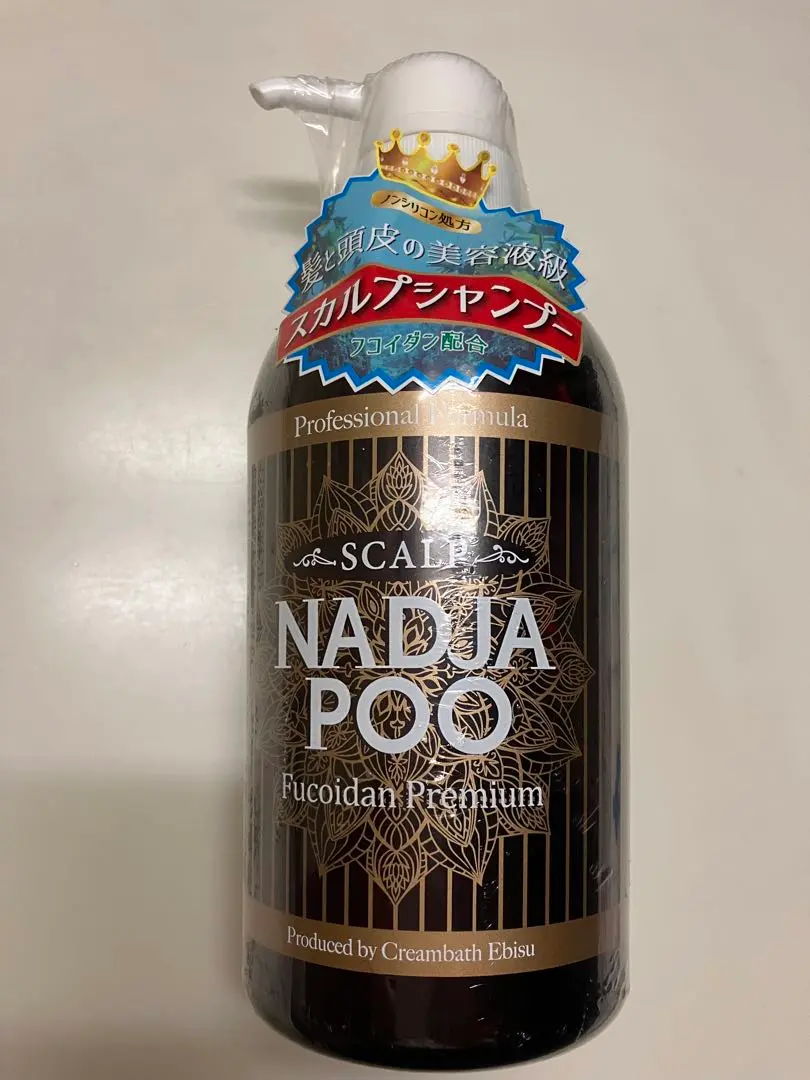 ノンシリコン処方
髪と頭皮の美容液級
スカルプシャンプー
フコイダン配合
Professional Formula
SCALP
NADJA
POO
Fucoidan Premium
Produced by Creambath Ebisu